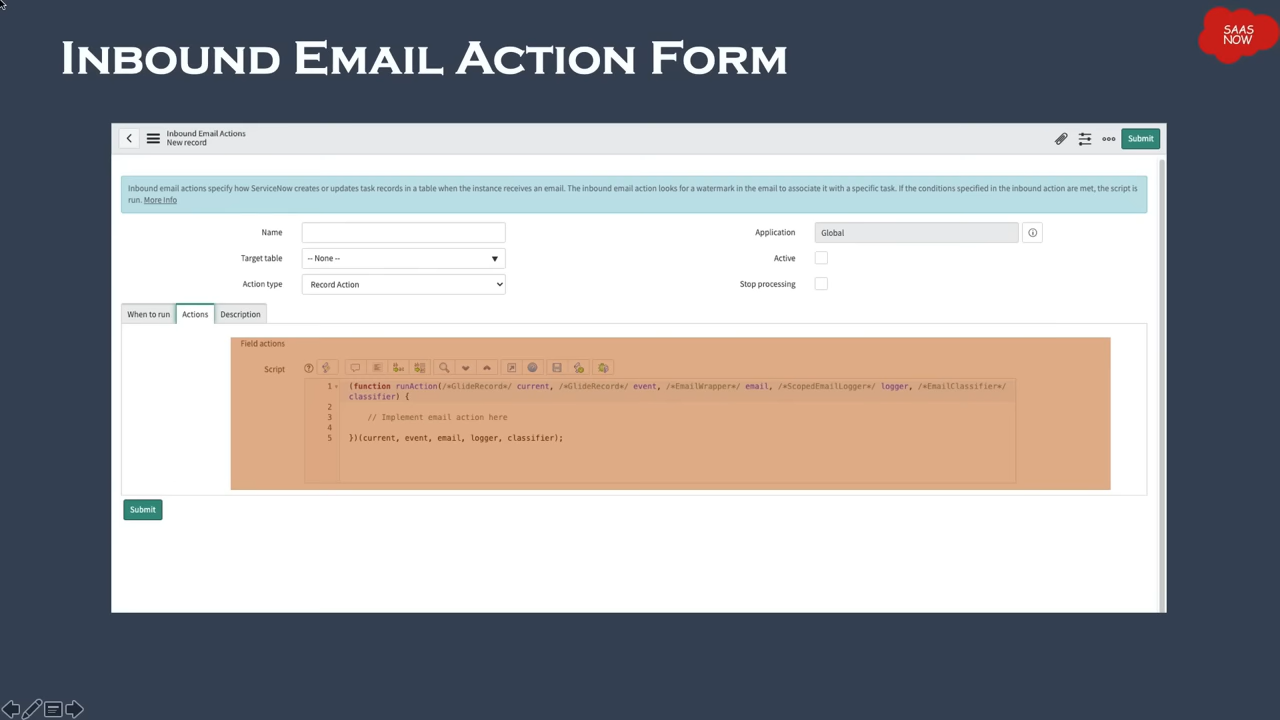 SAAS
NOW
Inbound Email Action Form
Inbound Email Actions
New record
Submit
Inbound email actions specify how ServiceNow creates or updates task records in a table when the instance receives an email. The inbound email action looks for a watermark in the email to associate it with a specific task. If the conditions specified in the inbound action are met, the script is
run. More Info
Name
Application Global
Target table -- None --
Active
Action type Record Action
Stop processing
When to run Actions Description
Field actions
Script
1 (function runAction(/*GlideRecord*/ current, /*GlideRecord*/ event, /*EmailWrapper*/ email, /*ScopedEmailLogger*/ logger, /*EmailClassifier*/
classifier) {
2
3 // Implement email action here
4
5 })(current, event, email, logger, classifier);
Submit